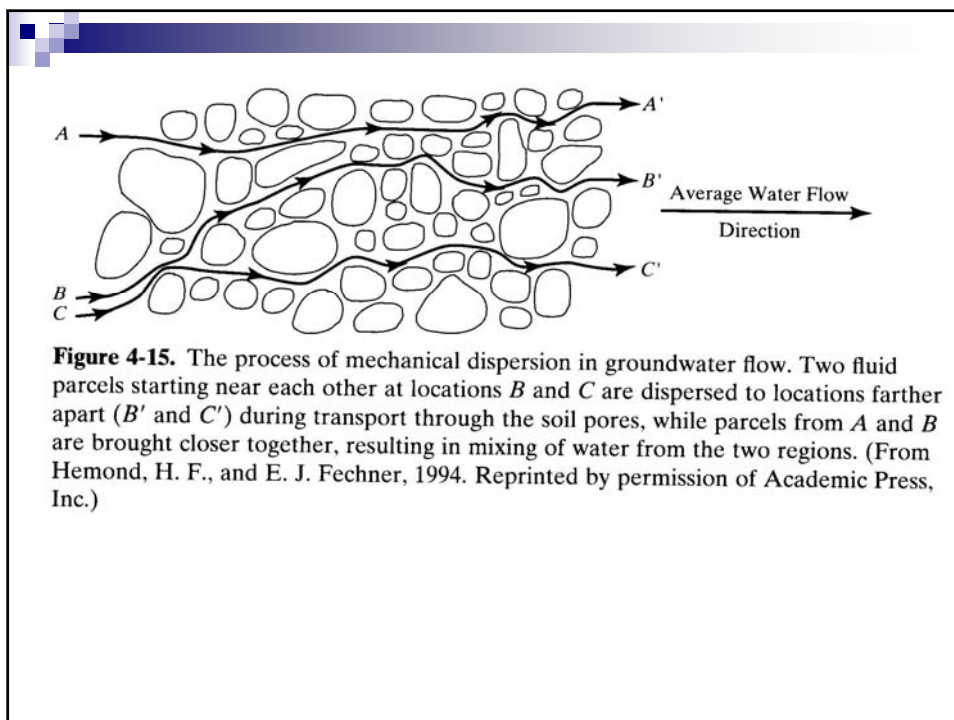 A
A'
B'
Average Water Flow
Direction
C'
B
C
Figure 4-15. The process of mechanical dispersion in groundwater flow. Two fluid
parcels starting near each other at locations B and C are dispersed to locations farther
apart (B′ and C′) during transport through the soil pores, while parcels from A and B
are brought closer together, resulting in mixing of water from the two regions. (From
Hemond, H. F., and E. J. Fechner, 1994. Reprinted by permission of Academic Press,
Inc.)